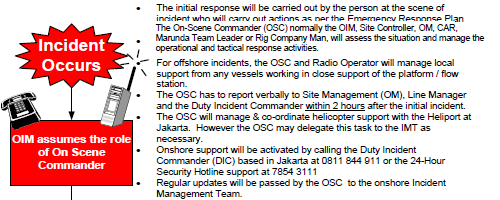 Incident
Occurs
OIM assumes the role
of On Scene
Commander
The initial response will be carried out by the person at the scene of
incident who will carry out actions as per the Emergency Response Plan
The On-Scene Commander (OSC) normally the OIM, Site Controller, OM, CAR,
Marunda Team Leader or Rig Company Man, will assess the situation and manage the
operational and tactical response activities.
For offshore incidents, the OSC and Radio Operator will manage local
support from any vessels working in close support of the platform / flow
station.
The OSC has to report verbally to Site Management (OM), Line Manager
and the Duty Incident Commander within 2 hours after the initial incident.
The OSC will manage & co-ordinate helicopter support with the Heliport at
Jakarta. However the OSC may delegate this task to the IMT as
necessary.
Onshore support will be activated by calling the Duty Incident
Commander (DIC) based in Jakarta at 0811 844 911 or the 24-Hour
Security Hotline support at 7854 3111
Regular updates will be passed by the OSC to the onshore Incident
Management Team.